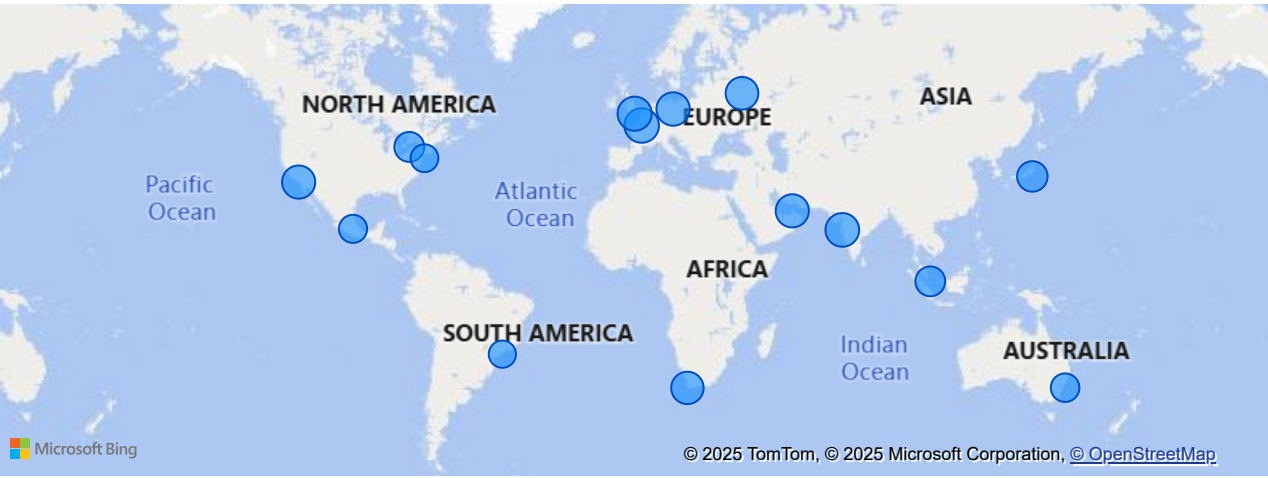 NORTH AMERICA
EUROPE
ASIA
Pacific
Ocean
Atlantic
Ocean
AFRICA
SOUTH AMERICA
Indian
Ocean
AUSTRALIA
Microsoft Bing
© 2025 TomTom, © 2025 Microsoft Corporation, © OpenStreetMap